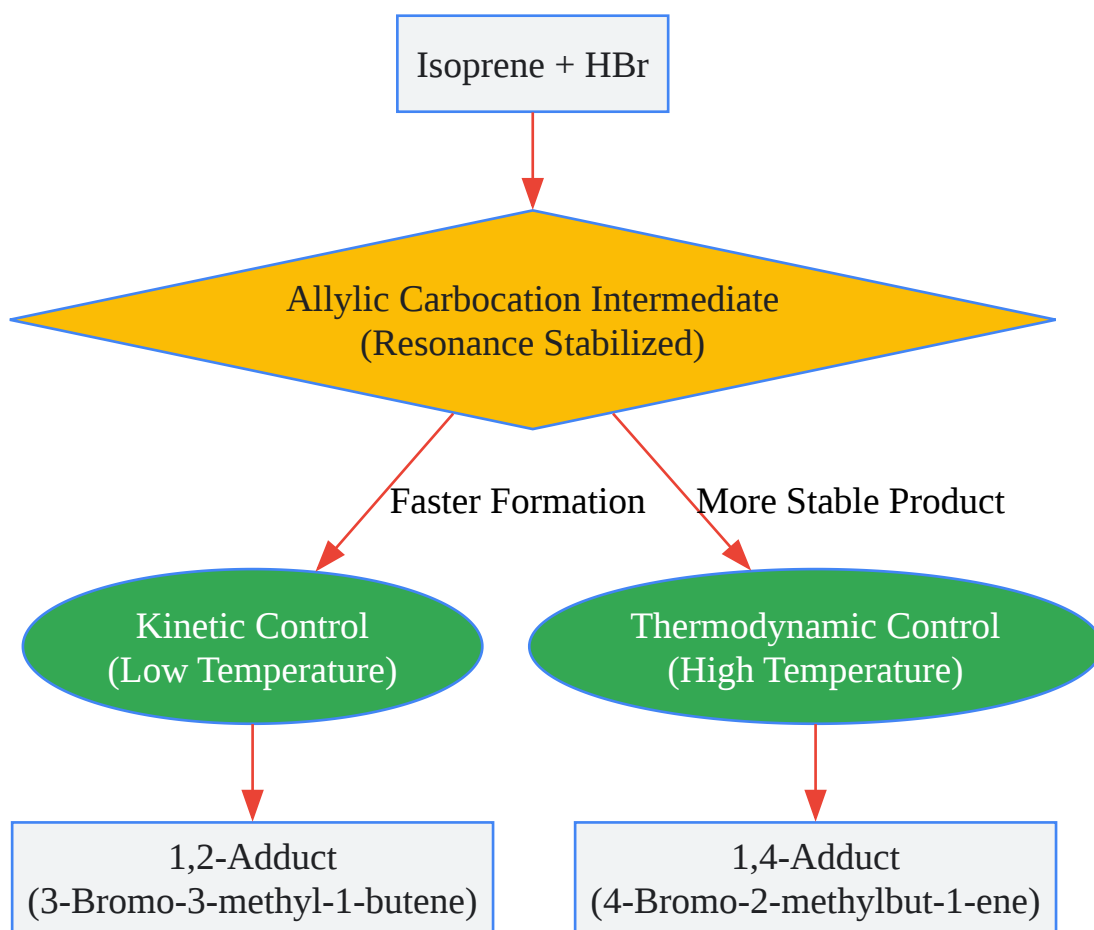 Isoprene + HBr
Allylic Carbocation Intermediate
(Resonance Stabilized)
Faster Formation
More Stable Product
Kinetic Control
(Low Temperature)
Thermodynamic Control
(High Temperature)
1,2-Adduct
(3-Bromo-3-methyl-1-butene)
1,4-Adduct
(4-Bromo-2-methylbut-1-ene)